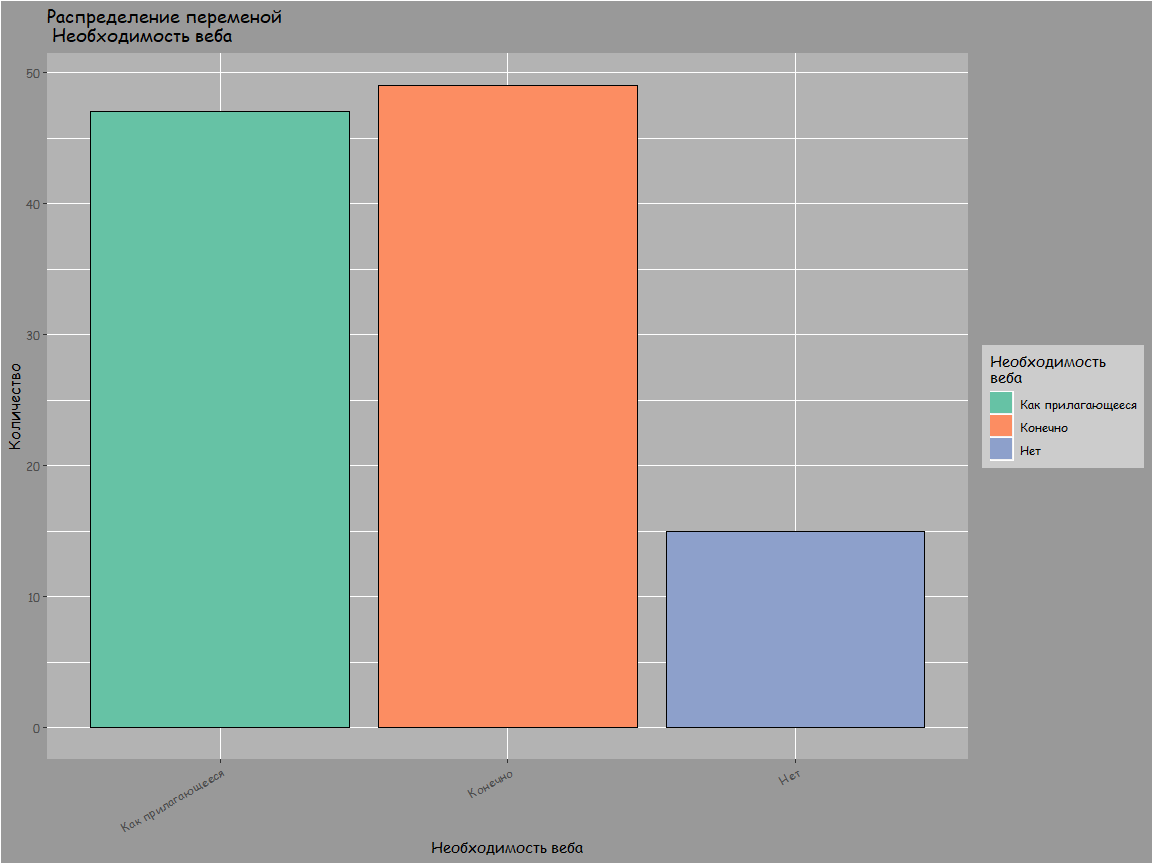 Распределение переменой
Необходимость веба
Количество
50
40
30
20
10
0
Как прилагающееся
Конечно
Нет
Необходимость веба
Необходимость
веба
Как прилагающееся
Конечно
Нет